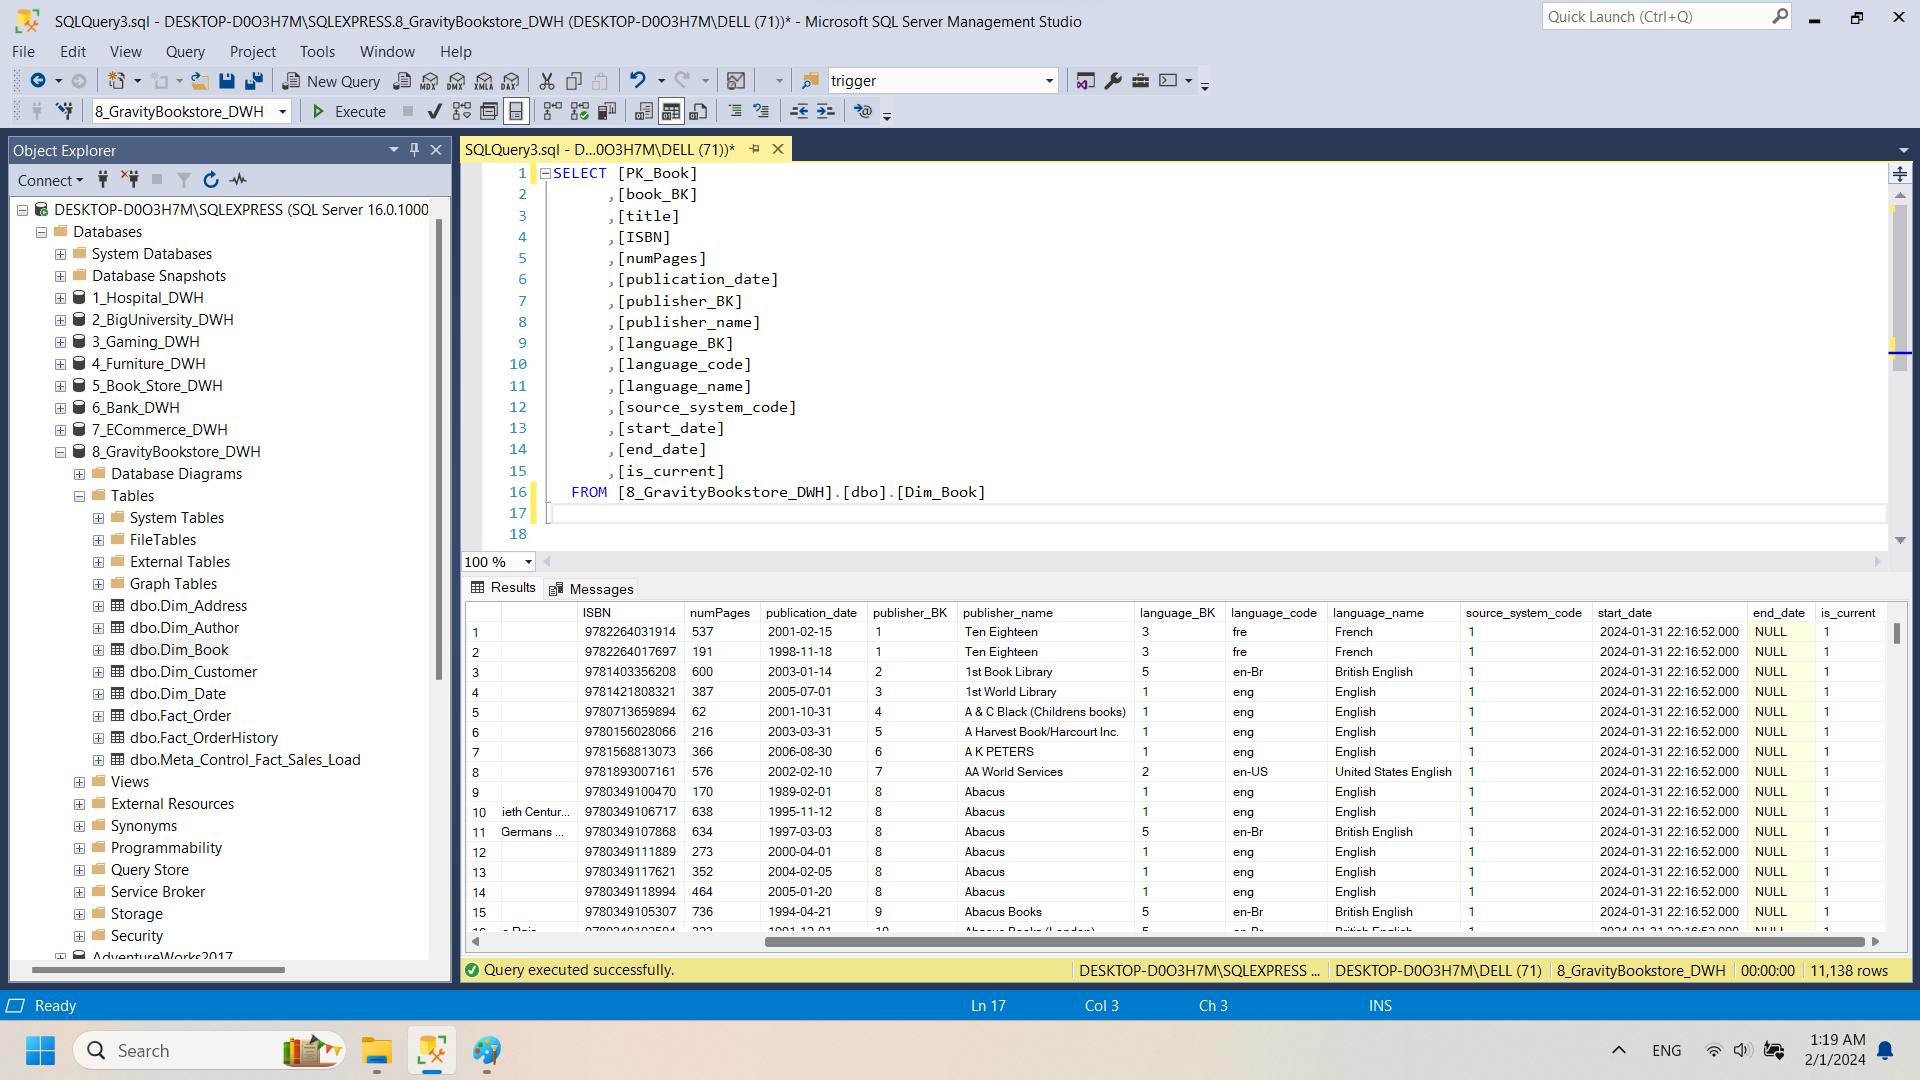 SQLQuery3.sql - DESKTOP-D0O3H7M\SQLEXPRESS.8_GravityBookstore_DWH (DESKTOP-D0O3H7M\DELL (71))* - Microsoft SQL Server Management Studio
Quick Launch (Ctrl+Q)
File Edit View Query Project Tools Window Help
New Query MDX DMX XMLA DAX trigger
8_GravityBookstore_DWH Execute
Object Explorer
Connect
DESKTOP-D0O3H7M\SQLEXPRESS (SQL Server 16.0.1000
Databases
System Databases
Database Snapshots
1_Hospital_DWH
2_BigUniversity_DWH
3_Gaming_DWH
4_Furniture_DWH
5_Book_Store_DWH
6_Bank_DWH
7_ECommerce_DWH
8_GravityBookstore_DWH
Database Diagrams
Tables
System Tables
FileTables
External Tables
Graph Tables
dbo.Dim_Address
dbo.Dim_Author
dbo.Dim_Book
dbo.Dim_Customer
dbo.Dim_Date
dbo.Fact_Order
dbo.Fact_OrderHistory
dbo.Meta_Control_Fact_Sales_Load
Views
External Resources
Synonyms
Programmability
Query Store
Service Broker
Storage
Security
AdventureWorks2017
SQLQuery3.sql - D...0O3H7M\DELL (71))*
1 SELECT [PK_Book]
2 ,[book_BK]
3 ,[title]
4 ,[ISBN]
5 ,[numPages]
6 ,[publication_date]
7 ,[publisher_BK]
8 ,[publisher_name]
9 ,[language_BK]
10 ,[language_code]
11 ,[language_name]
12 ,[source_system_code]
13 ,[start_date]
14 ,[end_date]
15 ,[is_current]
16 FROM [8_GravityBookstore_DWH].[dbo].[Dim_Book]
17
18
100 %
Results Messages
ISBN numPages publication_date publisher_BK publisher_name language_BK language_code language_name source_system_code start_date end_date is_current
1 9782264031914 537 2001-02-15 1 Ten Eighteen 3 fre French 1 2024-01-31 22:16:52.000 NULL 1
2 9782264017697 191 1998-11-18 1 Ten Eighteen 3 fre French 1 2024-01-31 22:16:52.000 NULL 1
3 9781403356208 600 2003-01-14 2 1st Book Library 5 en-Br British English 1 2024-01-31 22:16:52.000 NULL 1
4 9781421808321 387 2005-07-01 3 1st World Library 1 eng English 1 2024-01-31 22:16:52.000 NULL 1
5 9780713659894 62 2001-10-31 4 A & C Black (Childrens books) 1 eng English 1 2024-01-31 22:16:52.000 NULL 1
6 9780156028066 216 2003-03-31 5 A Harvest Book/Harcourt Inc. 1 eng English 1 2024-01-31 22:16:52.000 NULL 1
7 9781568813073 366 2006-08-30 6 A K PETERS 1 eng English 1 2024-01-31 22:16:52.000 NULL 1
8 9781893007161 576 2002-02-10 7 AA World Services 2 en-US United States English 1 2024-01-31 22:16:52.000 NULL 1
9 9780349100470 170 1989-02-01 8 Abacus 1 eng English 1 2024-01-31 22:16:52.000 NULL 1
10 ieth Centur... 9780349106717 638 1995-11-12 8 Abacus 1 eng English 1 2024-01-31 22:16:52.000 NULL 1
11 Germans ... 9780349107868 634 1997-03-03 8 Abacus 5 en-Br British English 1 2024-01-31 22:16:52.000 NULL 1
12 9780349111889 273 2000-04-01 8 Abacus 1 eng English 1 2024-01-31 22:16:52.000 NULL 1
13 9780349117621 352 2004-02-05 8 Abacus 1 eng English 1 2024-01-31 22:16:52.000 NULL 1
14 9780349118994 464 2005-01-20 8 Abacus 1 eng English 1 2024-01-31 22:16:52.000 NULL 1
15 9780349105307 736 1994-04-21 9 Abacus Books 5 en-Br British English 1 2024-01-31 22:16:52.000 NULL 1
Query executed successfully. DESKTOP-D0O3H7M\SQLEXPRESS ... DESKTOP-D0O3H7M\DELL (71) 8_GravityBookstore_DWH 00:00:00 11,138 rows
Ready Ln 17 Col 3 Ch 3 INS
Search ENG 1:19 AM
2/1/2024